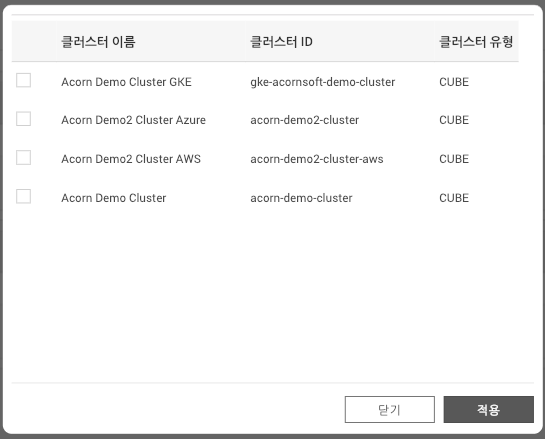 클러스터 이름 클러스터 ID 클러스터 유형
Acorn Demo Cluster GKE gke-acornsoft-demo-cluster CUBE
Acorn Demo2 Cluster Azure acorn-demo2-cluster CUBE
Acorn Demo2 Cluster AWS acorn-demo2-cluster-aws CUBE
Acorn Demo Cluster acorn-demo-cluster CUBE
닫기 적용